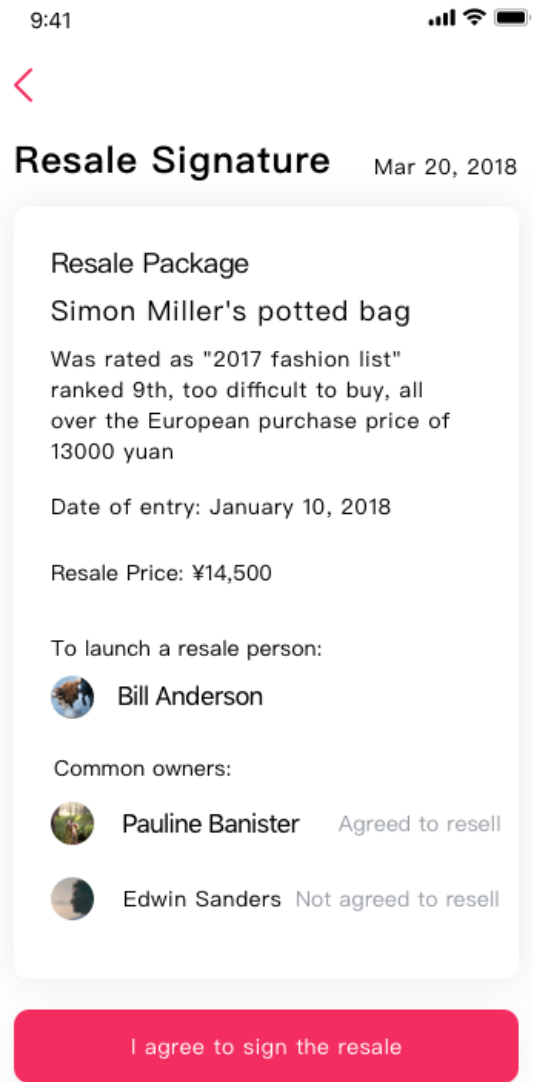 9:41
Resale Signature Mar 20, 2018
Resale Package
Simon Miller's potted bag
Was rated as "2017 fashion list"
ranked 9th, too difficult to buy, all
over the European purchase price of
13000 yuan
Date of entry: January 10, 2018
Resale Price: ¥14,500
To launch a resale person:
Bill Anderson
Common owners:
Pauline Banister Agreed to resell
Edwin Sanders Not agreed to resell
I agree to sign the resale